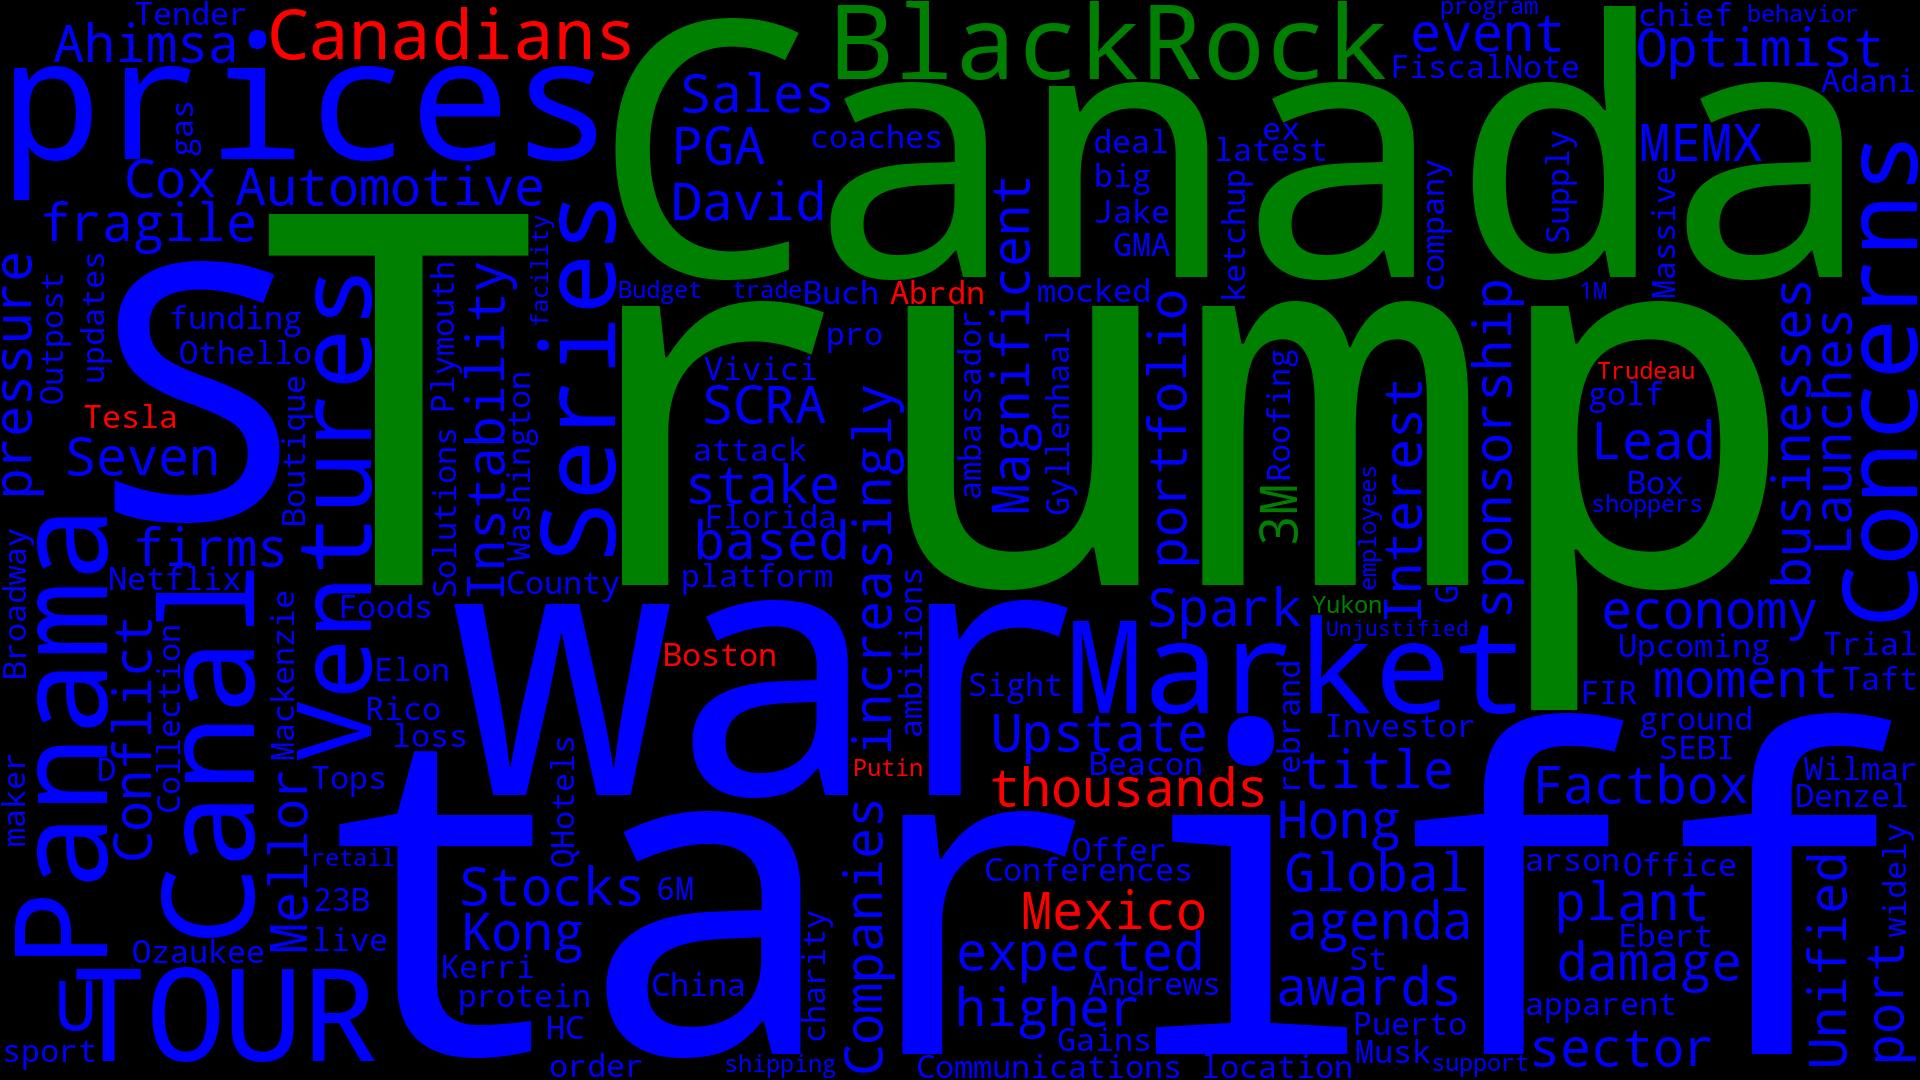 Tender
Ahimsa
Canadians
BlackRock
program
event
FiscalNote
chief
behavior
Optimist
Adani
prices
gas
Cox
Automotive
fragile
Canada
Sales
PGA
David
coaches
deal
big
Jake
GMA
ex
latest
ketchup
company
Supply
MEMX
Massive
1M
Concerns
pressure
Outpost
updates
S
funding
Othello
Tesla
Seven
Boutique
Ventures
firms
Netflix
Trump
Plymouth
Solutions
Instability
Washington
facility
Series
County
Budget
trade
Buch
Abrdn
mocked
pro
Vivici
SCRA
attack
stake
Florida
based
platform
increasingly
ambassador
Magnificent
Gyllenhaal
portfolio
Roofing
3M
employees
Interest
G
sponsorship
Trudeau
golf
Lead
Box
shoppers
businesses
Launches
Broadway
Panama
maker
Conflict
D
Collection
Canal
Mackenzie
Mellor
Foods
Elon
Rico
loss
Tops
war
Boston
Putin
ambitions
Sight
Spark
Yukon
Unjustified
Market
Upstate
Beacon
thousands
rebrand
Investor
title
Hong
economy
Upcoming
Trial
moment
Taft
FIR
ground
SEBI
Factbox
Wilmar
Denzel
tariff
QHotels
retail
23B
live
Ozaukee
TOUR
U
sport
Stocks
6M
Kong
Kerri
protein
HC
order
China
charity
shipping
Companies
Offer
Conferences
Mexico
expected
Andrews
higher
Gains
Communications
location
Global
agenda
St
awards
Puerto
Musk
support
arson
Office
plant
Ebert
damage
apparent
sector
Unified
widely
port